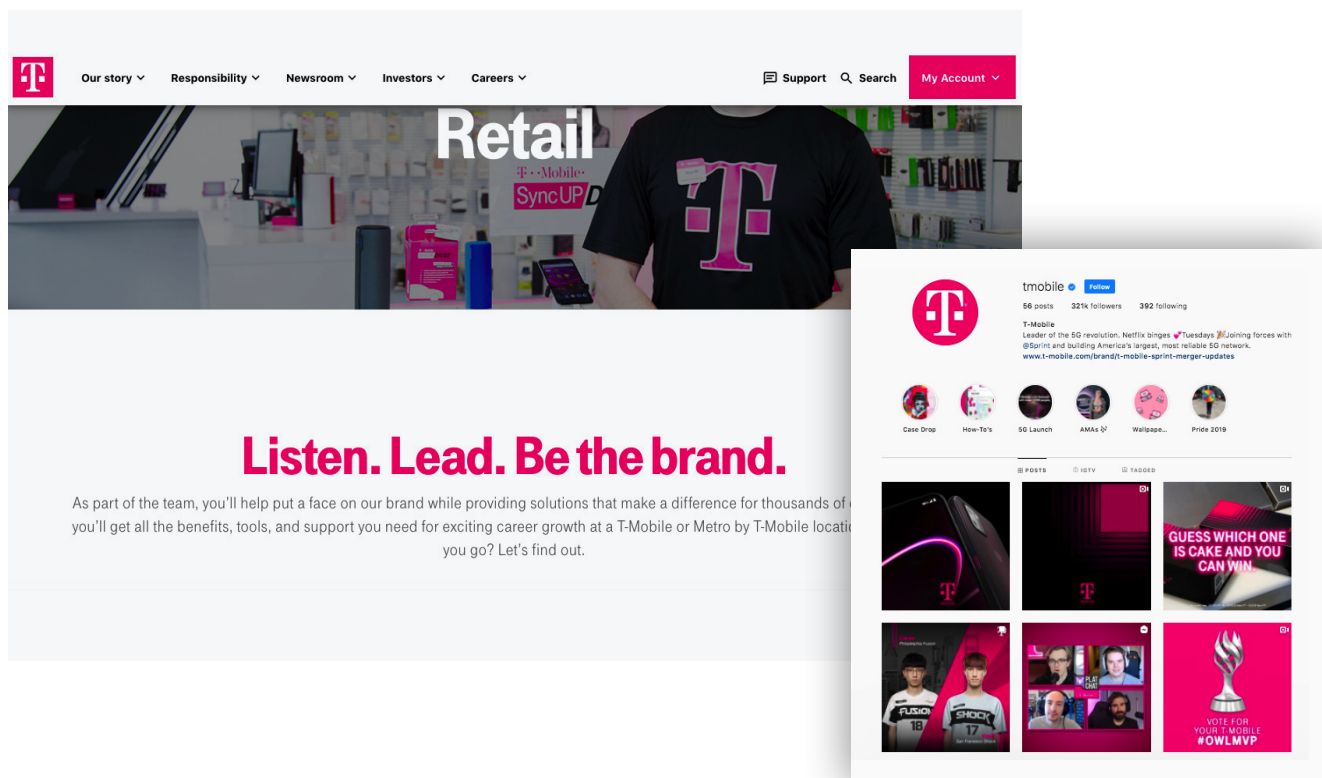 T
Our story
Responsibility
Newsroom
Investors
Careers
Support
Search
My Account
Retail
T··Mobile·
SyncUP/D
T
Listen. Lead. Be the brand.
As part of the team, you'll help put a face on our brand while providing solutions that make a difference for thousands of
you'll get all the benefits, tools, and support you need for exciting career growth at a T-Mobile or Metro by T-Mobile locatio
you go? Let's find out.
T
tmobile
Follow
56 posts 321k followers 392 following
T-Mobile
Leader of the 5G revolution. Netflix binges 💕Tuesdays 🎉Joining forces with
@Sprint and building America's largest, most reliable 5G network.
www.t-mobile.com/brand/t-mobile-sprint-merger-updates
Case Drop
How-To's
5G Launch
AMAs 🎶
Wallpape...
Pride 2019
POSTS
IGTV
TAGGED
T
T
GUESS WHICH ONE
IS CAKE AND YOU
CAN WIN.
Philadelphia Fusion
FUSION
18
SHOCK
17
San Francisco Shock
PLAT
CHAT
VOTE FOR
YOUR T-MOBILE
#OWLMVP